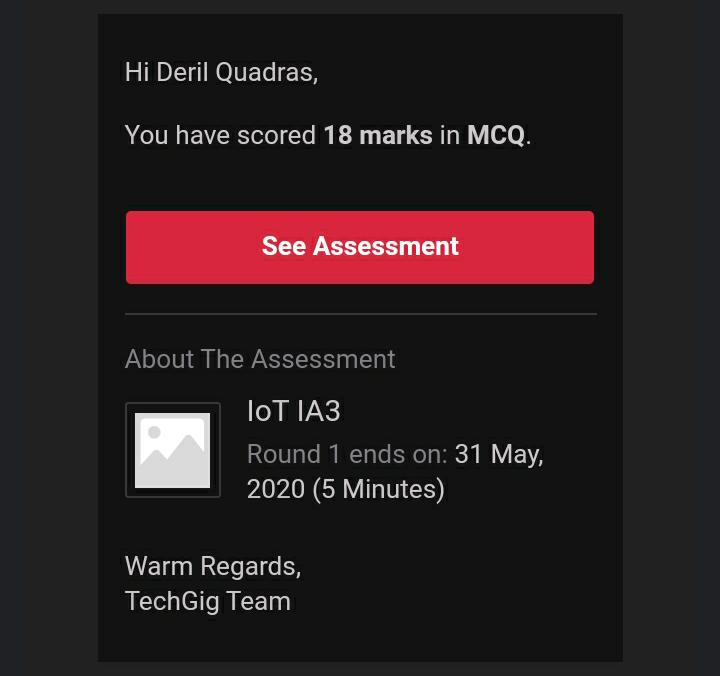 Hi Deril Quadras,
You have scored 18 marks in MCQ.
See Assessment
About The Assessment
IoT IA3
Round 1 ends on: 31 May,
2020 (5 Minutes)
Warm Regards,
TechGig Team